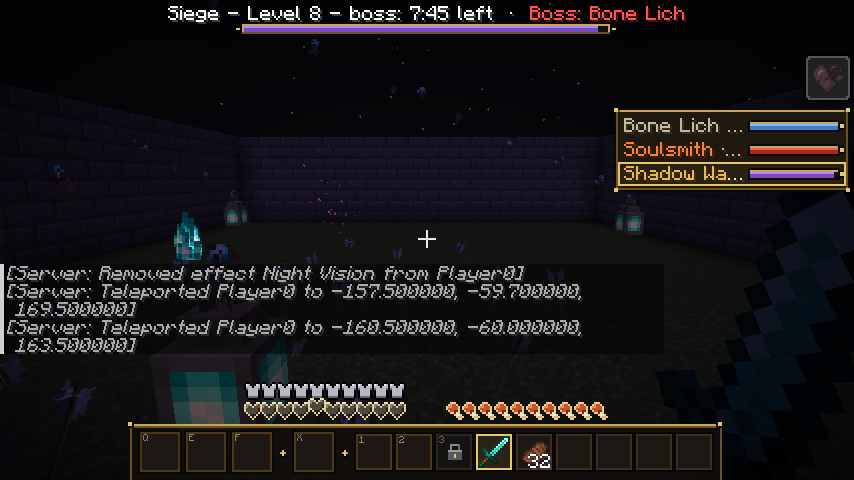 Siege – Level 8 – boss: 7:45 left · Boss: Bone Lich
Bone Lich ...
Soulsmith ·...
Shadow Wa...
[Server: Removed effect Night Vision from Player0]
[Server: Teleported Player0 to -157.500000, -59.700000,
169.500000]
[Server: Teleported Player0 to -160.500000, -60.000000,
163.500000]
Q E F X 1 2 3
32